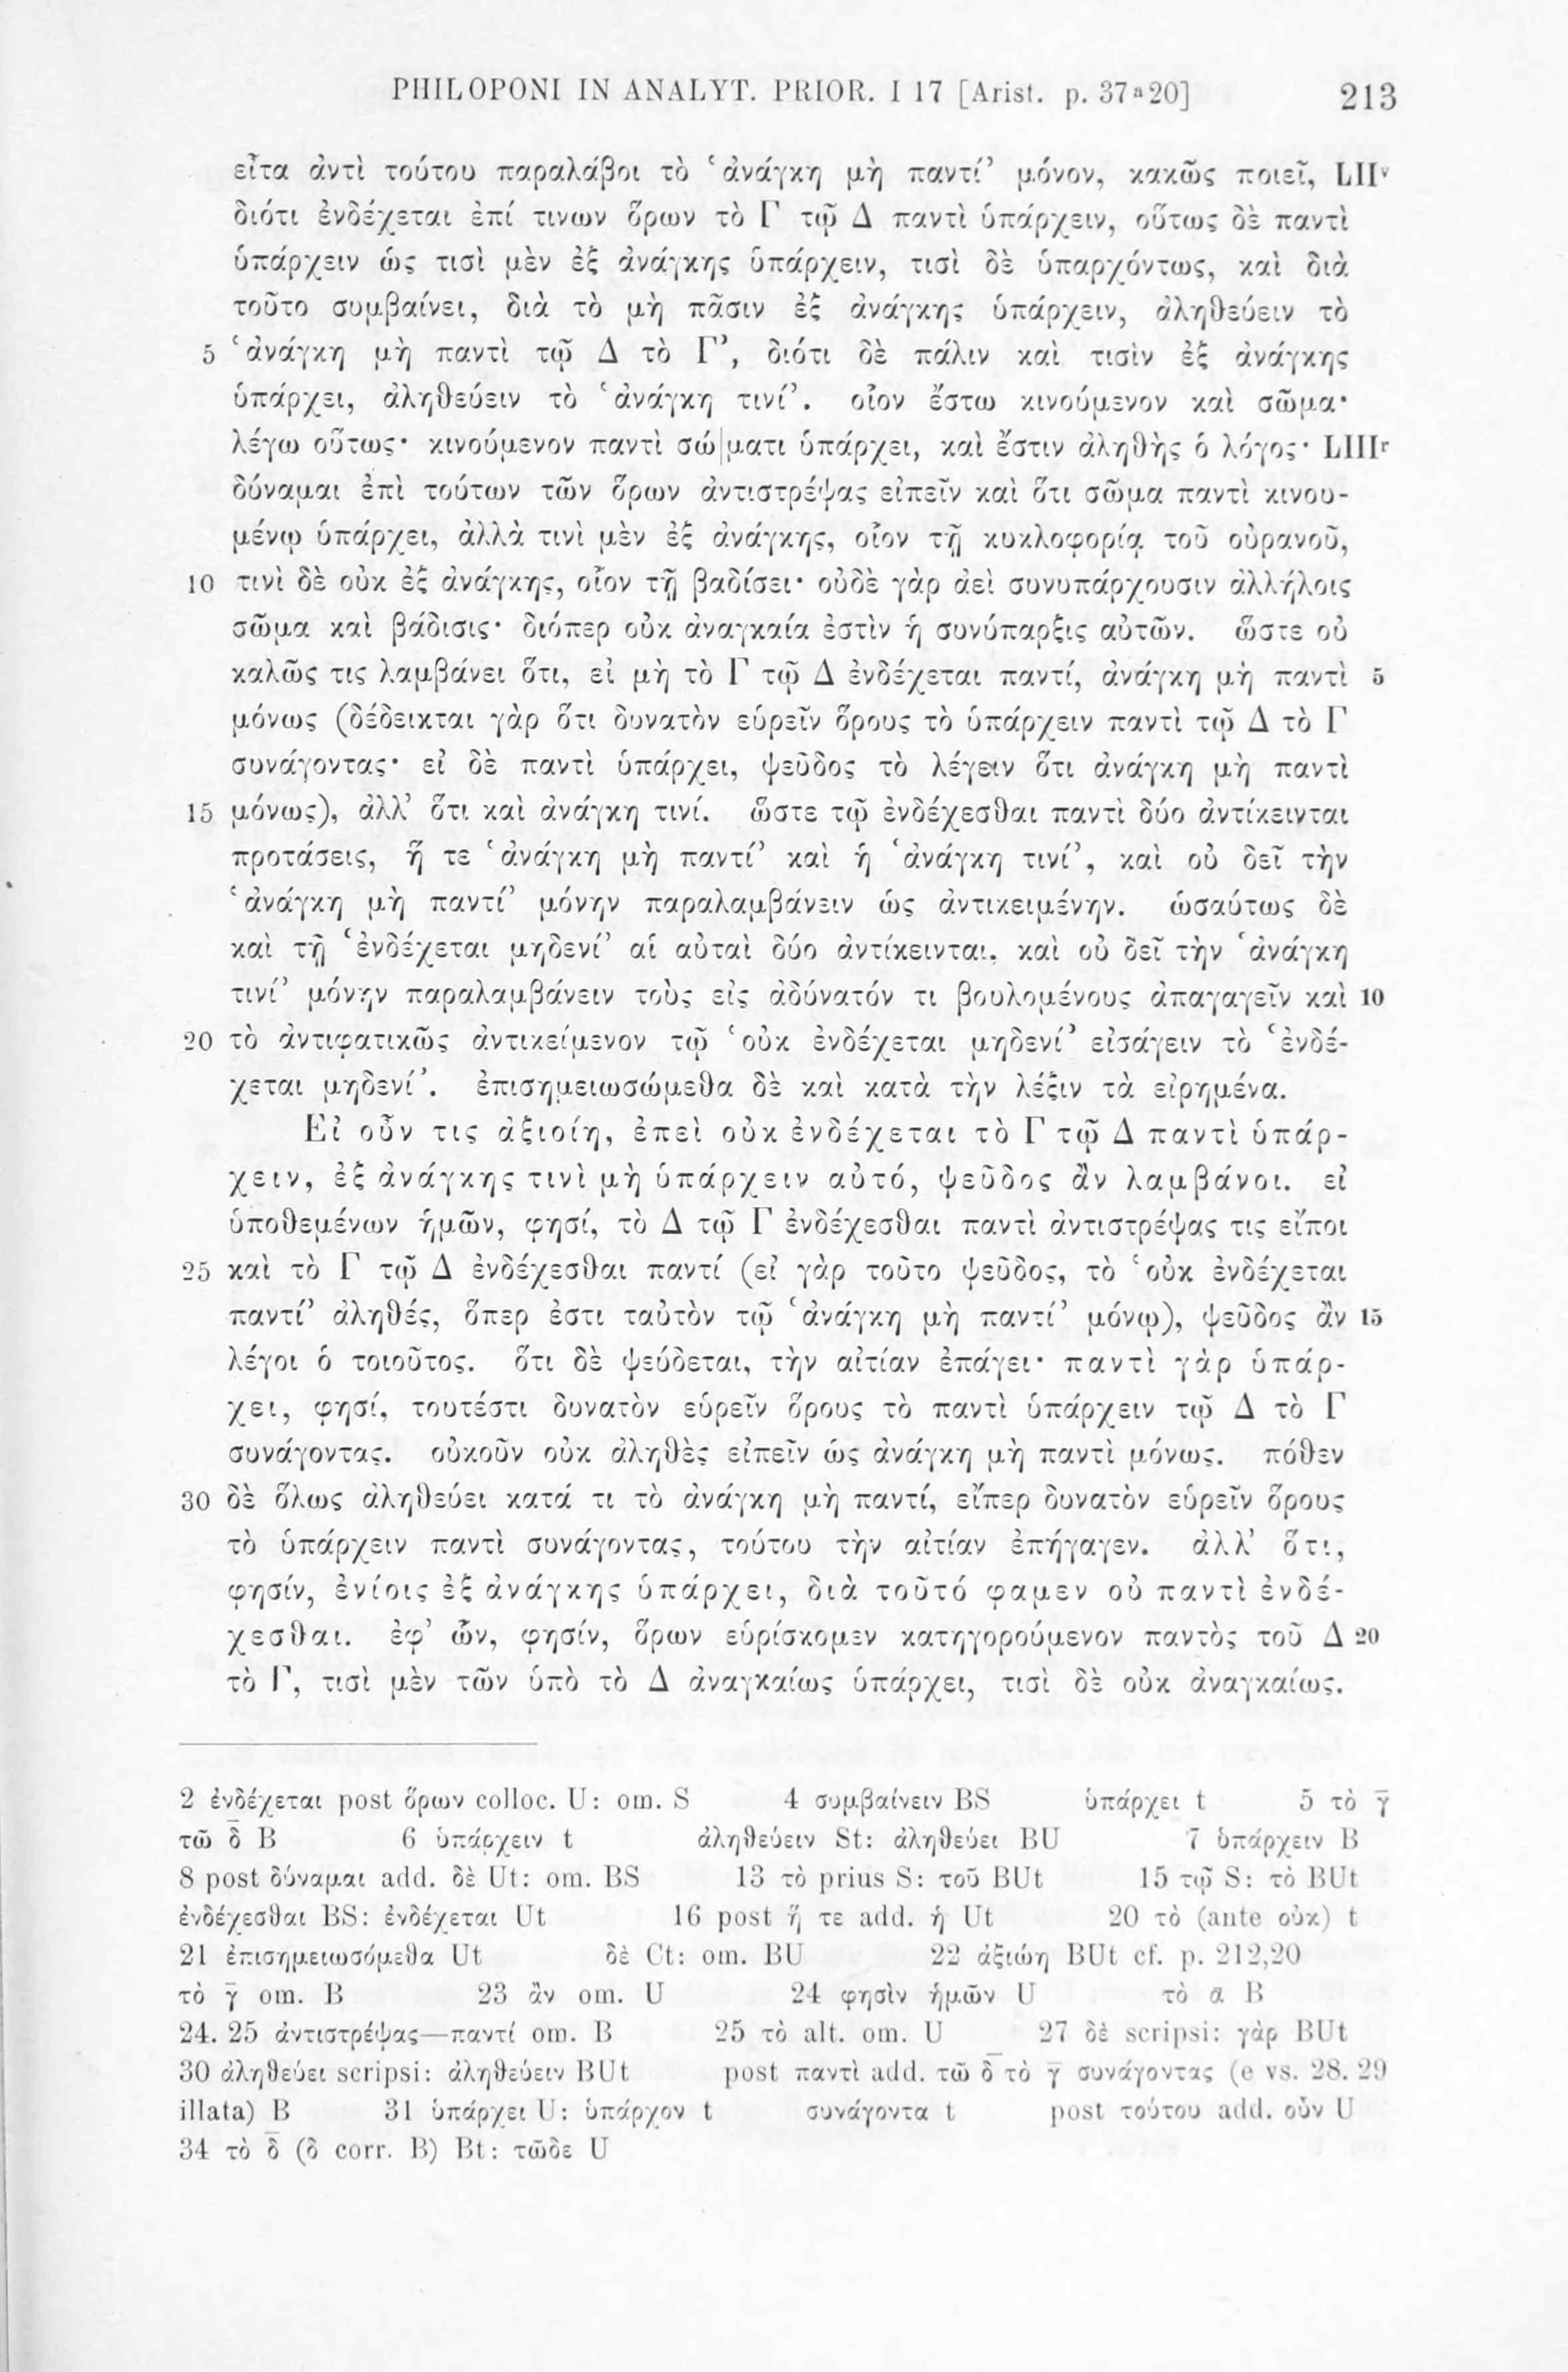 PHILOPONI IN ANALYT. PRIOR. I 17 [Arist. p. 37ᵃ20] 213
εἶτα ἀντὶ τούτου παραλάβοι τὸ ‘ἀνάγκη μὴ παντί’ μόνον, κακῶς ποιεῖ, LIIᵛ
διότι ἐνδέχεται ἐπί τινων ὅρων τὸ Γ τῷ Δ παντὶ ὑπάρχειν, οὕτως δὲ παντὶ
ὑπάρχειν ὡς τισὶ μὲν ἐξ ἀνάγκης ὑπάρχειν, τισὶ δὲ ὑπαρχόντως, καὶ διὰ
τοῦτο συμβαίνει, διὰ τὸ μὴ πᾶσιν ἐξ ἀνάγκης ὑπάρχειν, ἀληθεύειν τὸ
5 ‘ἀνάγκη μὴ παντὶ τῷ Δ τὸ Γ’, διότι δὲ πάλιν καὶ τισὶν ἐξ ἀνάγκης
ὑπάρχει, ἀληθεύειν τὸ ‘ἀνάγκη τινί’. οἷον ἔστω κινούμενον καὶ σῶμα·
λέγω οὕτως· κινούμενον παντὶ σώ|ματι ὑπάρχει, καὶ ἔστιν ἀληθὴς ὁ λόγος· LIIIʳ
δύναμαι ἐπὶ τούτων τῶν ὅρων ἀντιστρέψας εἰπεῖν καὶ ὅτι σῶμα παντὶ κινου-
μένῳ ὑπάρχει, ἀλλὰ τινὶ μὲν ἐξ ἀνάγκης, οἷον τῇ κυκλοφορίᾳ τοῦ οὐρανοῦ,
10 τινὶ δὲ οὐκ ἐξ ἀνάγκης, οἷον τῇ βαδίσει· οὐδὲ γὰρ ἀεὶ συνυπάρχουσιν ἀλλήλοις
σῶμα καὶ βάδισις· διόπερ οὐκ ἀναγκαία ἐστὶν ἡ συνύπαρξις αὐτῶν. ὥστε οὐ
καλῶς τις λαμβάνει ὅτι, εἰ μὴ τὸ Γ τῷ Δ ἐνδέχεται παντί, ἀνάγκη μὴ παντὶ 5
μόνως (δέδεικται γὰρ ὅτι δυνατὸν εὑρεῖν ὅρους τὸ ὑπάρχειν παντὶ τῷ Δ τὸ Γ
συνάγοντας· εἰ δὲ παντὶ ὑπάρχει, ψεῦδος τὸ λέγειν ὅτι ἀνάγκη μὴ παντὶ
15 μόνως), ἀλλ’ ὅτι καὶ ἀνάγκη τινί. ὥστε τῷ ἐνδέχεσθαι παντὶ δύο ἀντίκεινται
προτάσεις, ἥ τε ‘ἀνάγκη μὴ παντί’ καὶ ἡ ‘ἀνάγκη τινί’, καὶ οὐ δεῖ τὴν
‘ἀνάγκη μὴ παντί’ μόνην παραλαμβάνειν ὡς ἀντικειμένην. ὡσαύτως δὲ
καὶ τῇ ‘ἐνδέχεται μηδενί’ αἱ αὐταὶ δύο ἀντίκεινται, καὶ οὐ δεῖ τὴν ‘ἀνάγκη
τινί’ μόνην παραλαμβάνειν τοὺς εἰς ἀδύνατόν τι βουλομένους ἀπαγαγεῖν καὶ 10
20 τὸ ἀντιφατικῶς ἀντικείμενον τῷ ‘οὐκ ἐνδέχεται μηδενί’ εἰσάγειν τὸ ‘ἐνδέ-
χεται μηδενί’. ἐπισημειωσώμεθα δὲ καὶ κατὰ τὴν λέξιν τὰ εἰρημένα.
Εἰ οὖν τις ἀξιοίη, ἐπεὶ οὐκ ἐνδέχεται τὸ Γ τῷ Δ παντὶ ὑπάρ-
χειν, ἐξ ἀνάγκης τινὶ μὴ ὑπάρχειν αὐτό, ψεῦδος ἂν λαμβάνοι. εἰ
ὑποθεμένων ἡμῶν, φησί, τὸ Δ τῷ Γ ἐνδέχεσθαι παντὶ ἀντιστρέψας τις εἴποι
25 καὶ τὸ Γ τῷ Δ ἐνδέχεσθαι παντί (εἰ γὰρ τοῦτο ψεῦδος, τὸ ‘οὐκ ἐνδέχεται
παντί’ ἀληθές, ὅπερ ἐστι ταὐτὸν τῷ ‘ἀνάγκη μὴ παντί’ μόνῳ), ψεῦδος ἂν 15
λέγοι ὁ τοιοῦτος. ὅτι δὲ ψεύδεται, τὴν αἰτίαν ἐπάγει· παντὶ γὰρ ὑπάρ-
χει, φησί, τουτέστι δυνατὸν εὑρεῖν ὅρους τὸ παντὶ ὑπάρχειν τῷ Δ τὸ Γ
συνάγοντας. οὐκοῦν οὐκ ἀληθὲς εἰπεῖν ὡς ἀνάγκη μὴ παντὶ μόνως. πόθεν
30 δὲ ὅλως ἀληθεύει κατά τι τὸ ἀνάγκη μὴ παντί, εἴπερ δυνατὸν εὑρεῖν ὅρους
τὸ ὑπάρχειν παντὶ συνάγοντας, τούτου τὴν αἰτίαν ἐπήγαγεν. ἀλλ’ ὅτι,
φησίν, ἐνίοις ἐξ ἀνάγκης ὑπάρχει, διὰ τοῦτό φαμεν οὐ παντὶ ἐνδέ-
χεσθαι. ἐφ’ ὧν, φησίν, ὅρων εὑρίσκομεν κατηγορούμενον παντὸς τοῦ Δ 20
τὸ Γ, τισὶ μὲν τῶν ὑπὸ τὸ Δ ἀναγκαίως ὑπάρχει, τισὶ δὲ οὐκ ἀναγκαίως.
2 ἐνδέχεται post ὅρων colloc. U: om. S 4 συμβαίνειν BS ὑπάρχει t 5 τὸ γ̅
τῶ δ̅ B 6 ὑπάρχειν t ἀληθεύειν St: ἀληθεύει BU 7 ὑπάρχειν B
8 post δύναμαι add. δὲ Ut: om. BS 13 τὸ prius S: τοῦ BUt 15 τῷ S: τὸ BUt
ἐνδέχεσθαι BS: ἐνδέχεται Ut 16 post ἥ τε add. ἡ Ut 20 τὸ (ante οὐκ) t
21 ἐπισημειωσόμεθα Ut δὲ Ct: om. BU 22 ἀξιώη BUt cf. p. 212,20
τὸ γ̅ om. B 23 ἂν om. U 24 φησὶν ἡμῶν U τὸ α B
24. 25 ἀντιστρέψας—παντί om. B 25 τὸ alt. om. U 27 δὲ scripsi: γὰρ BUt
30 ἀληθεύει scripsi: ἀληθεύειν BUt post παντὶ add. τῶ δ̅ τὸ γ̅ συνάγοντας (e vs. 28. 29
illata) B 31 ὑπάρχει U: ὑπάρχον t συνάγοντα t post τούτου add. οὖν U
34 τὸ δ̅ (δ corr. B) Bt: τῶδε U